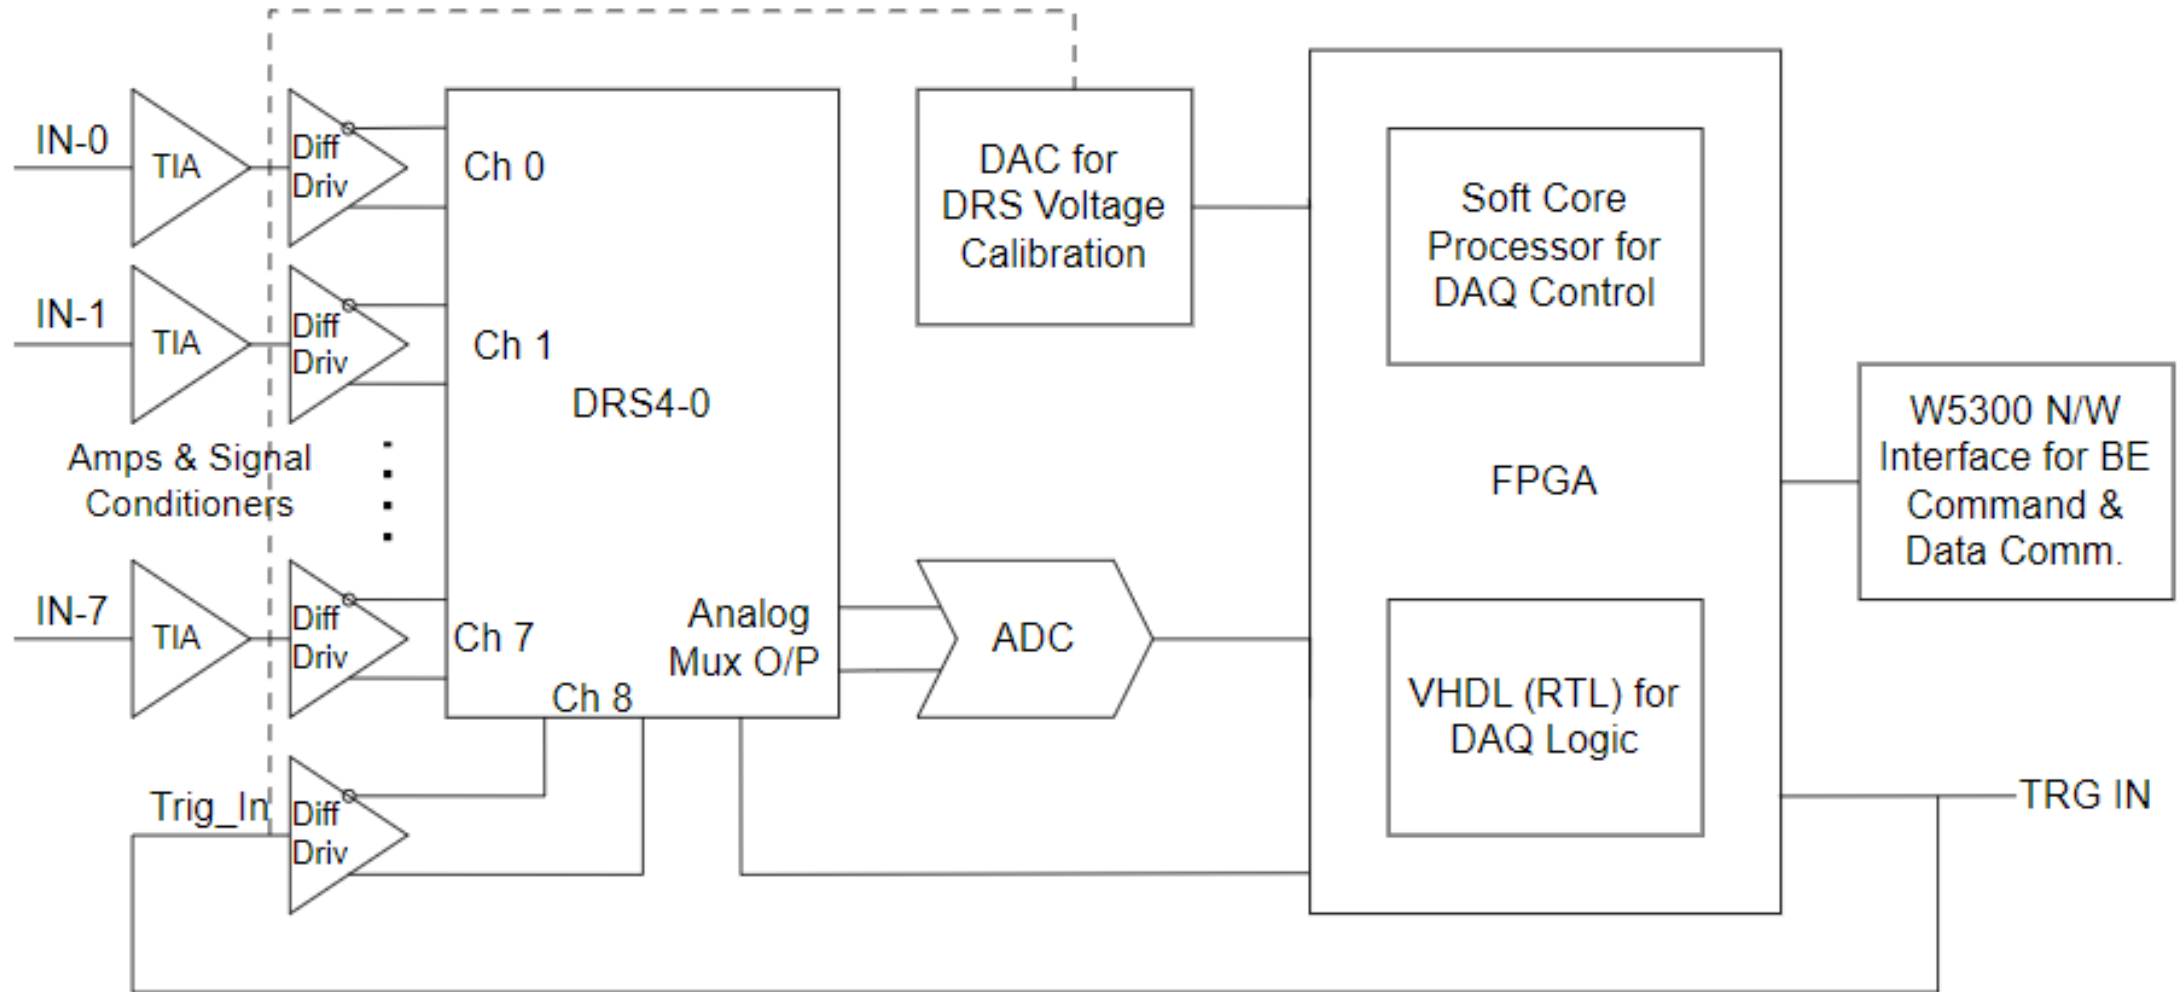 IN-0
TIA
Diff
Driv
Ch 0
IN-1
TIA
Diff
Driv
Ch 1
DRS4-0
Amps & Signal
Conditioners
IN-7
TIA
Diff
Driv
Ch 7
Ch 8
Analog
Mux O/P
Trig_In
Diff
Driv
DAC for
DRS Voltage
Calibration
ADC
Soft Core
Processor for
DAQ Control
FPGA
VHDL (RTL) for
DAQ Logic
W5300 N/W
Interface for BE
Command &
Data Comm.
TRG IN